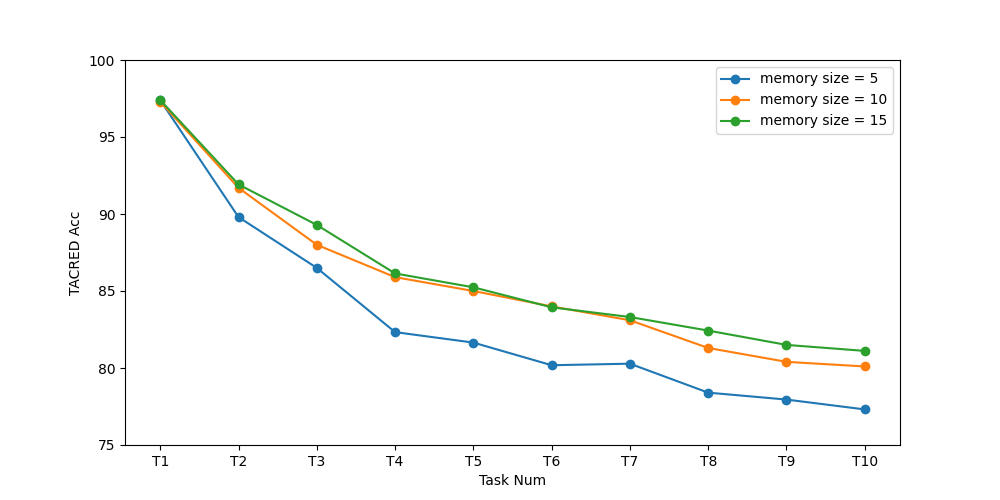 100
95
90
85
80
75
TACRED Acc
memory size = 5
memory size = 10
memory size = 15
T1 T2 T3 T4 T5 T6 T7 T8 T9 T10
Task Num